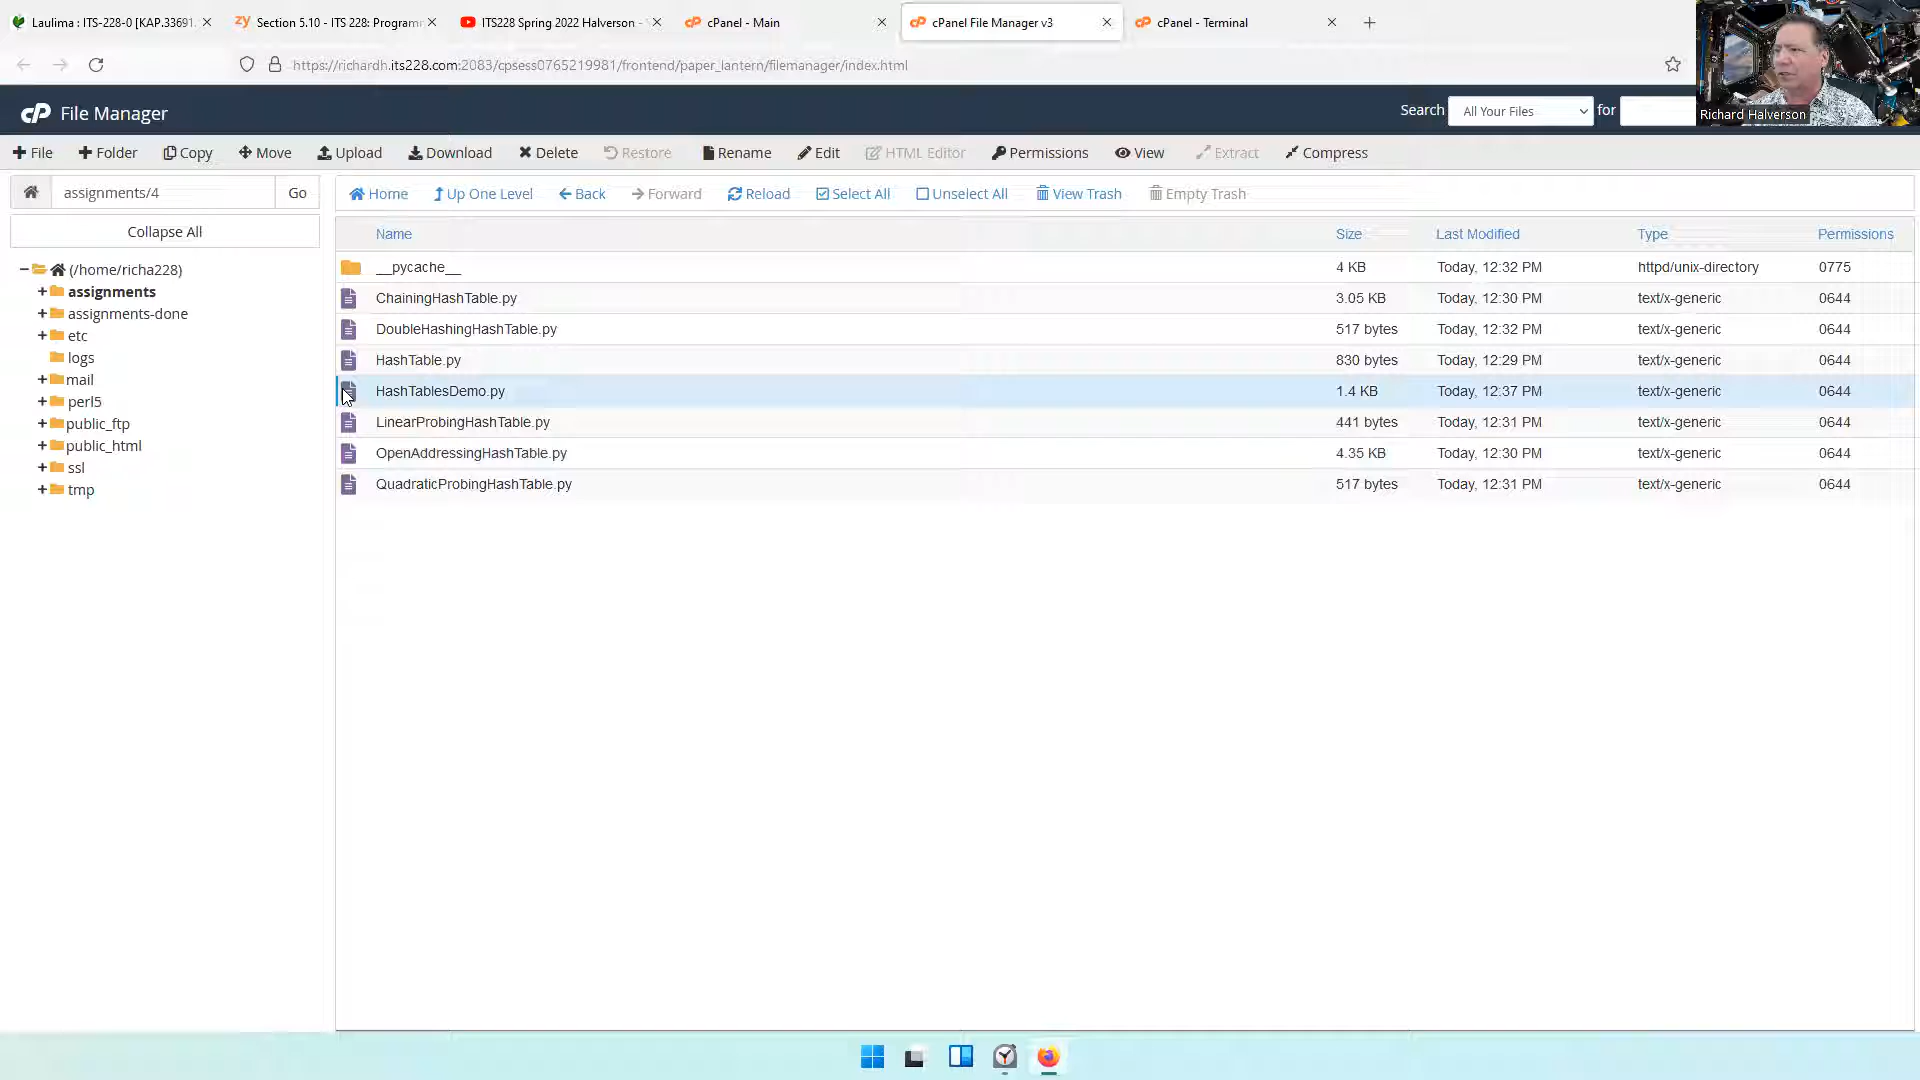 Laulima : ITS-228-0 [KAP.33691.
Section 5.10 - ITS 228: Program
ITS228 Spring 2022 Halverson -
cPanel - Main
cPanel File Manager v3
cPanel - Terminal
https://richardh.its228.com:2083/cpsess0765219981/frontend/paper_lantern/filemanager/index.html
Richard Halverson
cP File Manager
Search All Your Files for
File Folder Copy Move Upload Download Delete Restore Rename Edit HTML Editor Permissions View Extract Compress
assignments/4 Go
Home Up One Level Back Forward Reload Select All Unselect All View Trash Empty Trash
Collapse All
(/home/richa228)
assignments
assignments-done
etc
logs
mail
perl5
public_ftp
public_html
ssl
tmp
Name Size Last Modified Type Permissions
__pycache__ 4 KB Today, 12:32 PM httpd/unix-directory 0775
ChainingHashTable.py 3.05 KB Today, 12:30 PM text/x-generic 0644
DoubleHashingHashTable.py 517 bytes Today, 12:32 PM text/x-generic 0644
HashTable.py 830 bytes Today, 12:29 PM text/x-generic 0644
HashTablesDemo.py 1.4 KB Today, 12:37 PM text/x-generic 0644
LinearProbingHashTable.py 441 bytes Today, 12:31 PM text/x-generic 0644
OpenAddressingHashTable.py 4.35 KB Today, 12:30 PM text/x-generic 0644
QuadraticProbingHashTable.py 517 bytes Today, 12:31 PM text/x-generic 0644